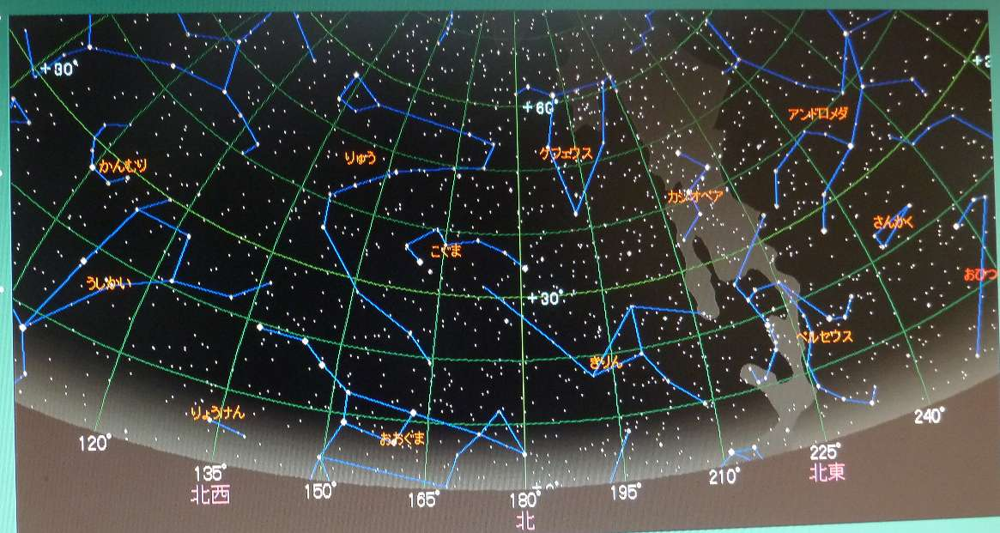 +30°
+60°
アンドロメダ
りゅう
ケフェウス
かんむり
カシオペア
さんかく
こぐま
うしかい
おひつ
+30°
ペルセウス
きりん
りょうけん
おおぐま
120°
135°
150°
165°
180°
195°
210°
225°
240°
北西
北
北東